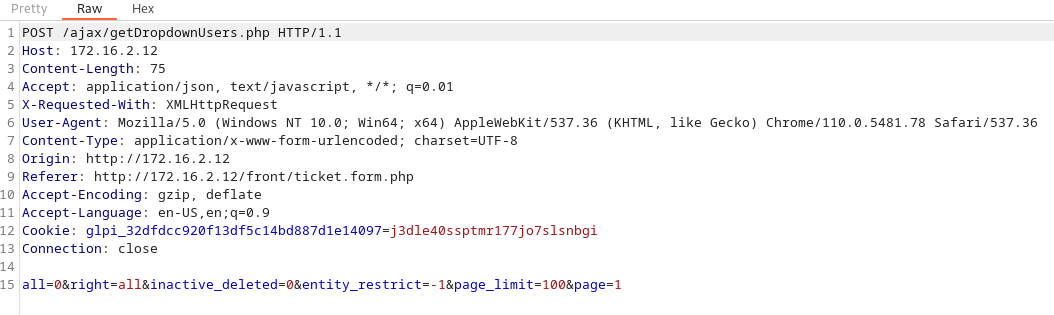 Pretty Raw Hex
1 POST /ajax/getDropdownUsers.php HTTP/1.1
2 Host: 172.16.2.12
3 Content-Length: 75
4 Accept: application/json, text/javascript, */*; q=0.01
5 X-Requested-With: XMLHttpRequest
6 User-Agent: Mozilla/5.0 (Windows NT 10.0; Win64; x64) AppleWebKit/537.36 (KHTML, like Gecko) Chrome/110.0.5481.78 Safari/537.36
7 Content-Type: application/x-www-form-urlencoded; charset=UTF-8
8 Origin: http://172.16.2.12
9 Referer: http://172.16.2.12/front/ticket.form.php
10 Accept-Encoding: gzip, deflate
11 Accept-Language: en-US,en;q=0.9
12 Cookie: glpi_32dfdcc920f13df5c14bd887d1e14097=j3dle40ssptmr177jo7slsnbgi
13 Connection: close
14
15 all=0&right=all&inactive_deleted=0&entity_restrict=-1&page_limit=100&page=1